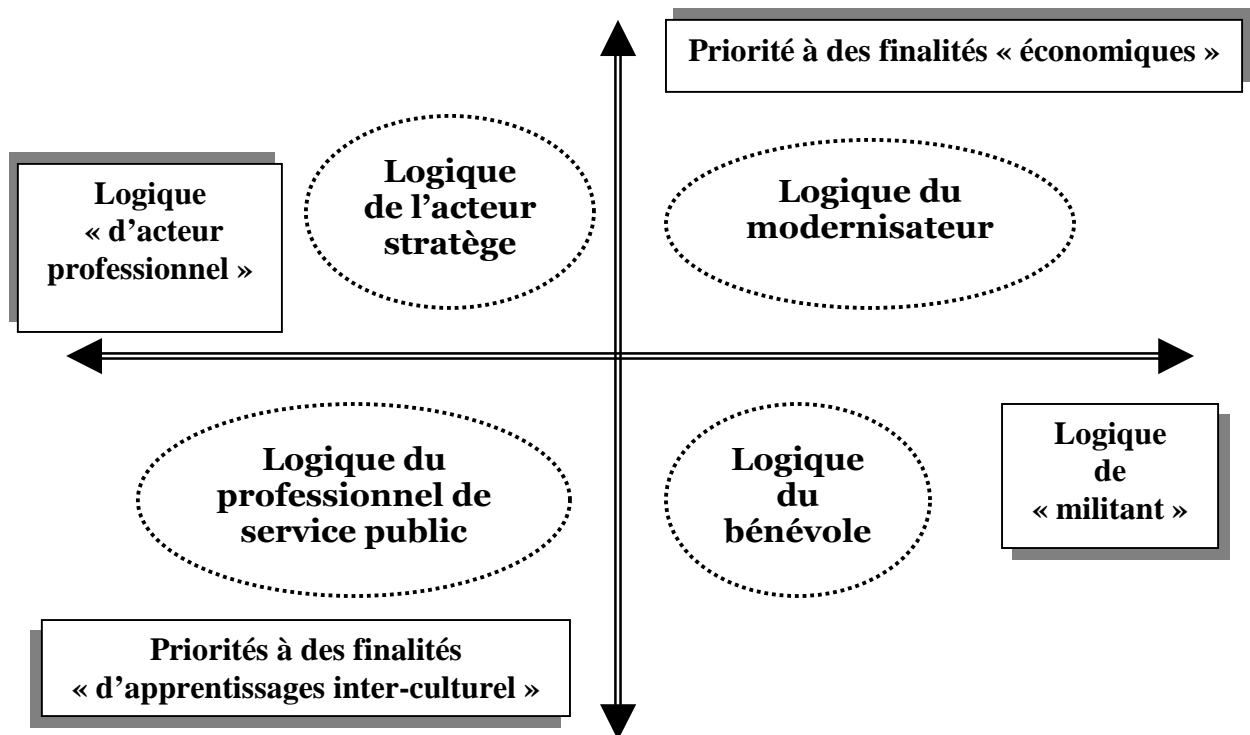 Priorité à des finalités « économiques »
Logique
« d’acteur
professionnel »
Logique
de l’acteur
stratège
Logique du
modernisateur
Logique du
professionnel de
service public
Logique
du
bénévole
Logique
de
« militant »
Priorités à des finalités
« d’apprentissages inter-culturel »